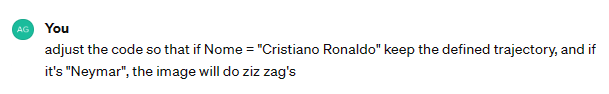 AG You
adjust the code so that if Nome = "Cristiano Ronaldo" keep the defined trajectory, and if
it's "Neymar", the image will do ziz zag's